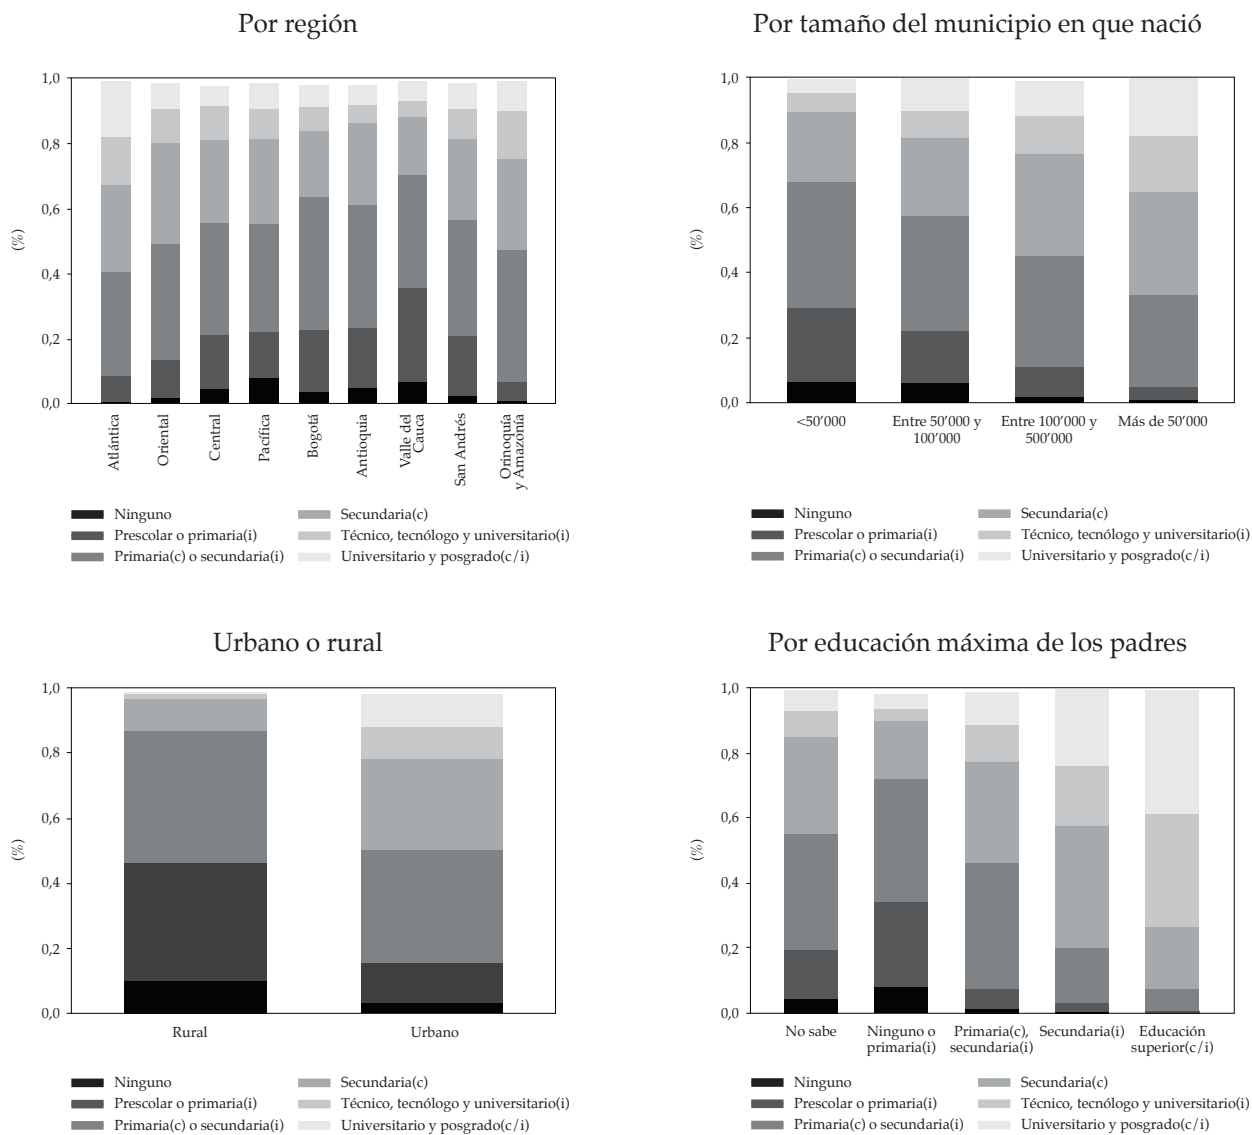 Por región
1,0
0,8
0,6
0,4
0,2
0,0
(%)
Atlántica
Oriental
Central
Pacífica
Bogotá
Antioquia
Valle del
Cauca
San Andrés
Orinoquía
y Amazonía
Ninguno
Prescolar o primaria(i)
Primaria(c) o secundaria(i)
Secundaria(c)
Técnico, tecnólogo y universitario(i)
Universitario y posgrado(c/i)
Por tamaño del municipio en que nació
1,0
0,8
0,6
0,4
0,2
0,0
(%)
<50’000
Entre 50’000 y
100’000
Entre 100’000 y
500’000
Más de 50’000
Ninguno
Prescolar o primaria(i)
Primaria(c) o secundaria(i)
Secundaria(c)
Técnico, tecnólogo y universitario(i)
Universitario y posgrado(c/i)
Urbano o rural
1,0
0,8
0,6
0,4
0,2
0,0
(%)
Rural
Urbano
Ninguno
Prescolar o primaria(i)
Primaria(c) o secundaria(i)
Secundaria(c)
Técnico, tecnólogo y universitario(i)
Universitario y posgrado(c/i)
Por educación máxima de los padres
1,0
0,8
0,6
0,4
0,2
0,0
(%)
No sabe
Ninguno o
primaria(i)
Primaria(c),
secundaria(i)
Secundaria(i)
Educación
superior(c/i)
Ninguno
Prescolar o primaria(i)
Primaria(c) o secundaria(i)
Secundaria(c)
Técnico, tecnólogo y universitario(i)
Universitario y posgrado(c/i)